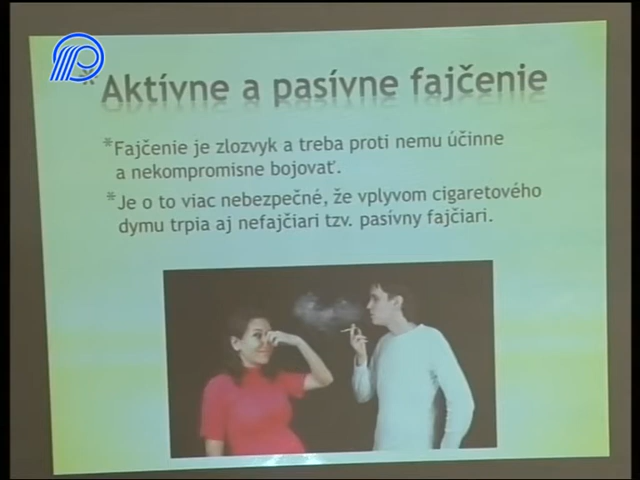 * Aktívne a pasívne fajčenie
*Fajčenie je zlozvyk a treba proti nemu účinne
a nekompromisne bojovať.
*Je o to viac nebezpečné, že vplyvom cigaretového
dymu trpia aj nefajčiari tzv. pasívny fajčiari.